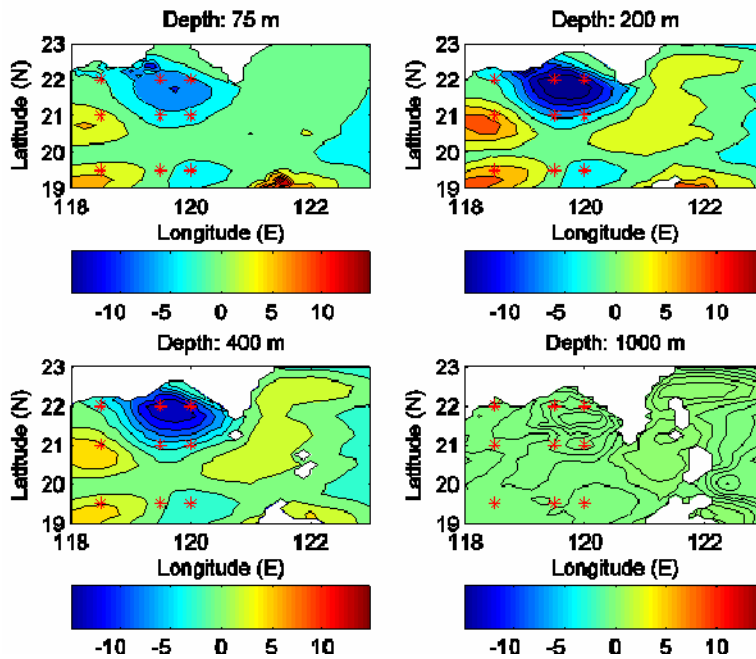 Depth: 75 m
Depth: 200 m
23
22
21
20
19
118
120
122
Latitude (N)
Longitude (E)
23
22
21
20
19
118
120
122
Latitude (N)
Longitude (E)
-10 -5 0 5 10
-10 -5 0 5 10
Depth: 400 m
Depth: 1000 m
23
22
21
20
19
118
120
122
Latitude (N)
Longitude (E)
23
22
21
20
19
118
120
122
Latitude (N)
Longitude (E)
-10 -5 0 5 10
-10 -5 0 5 10